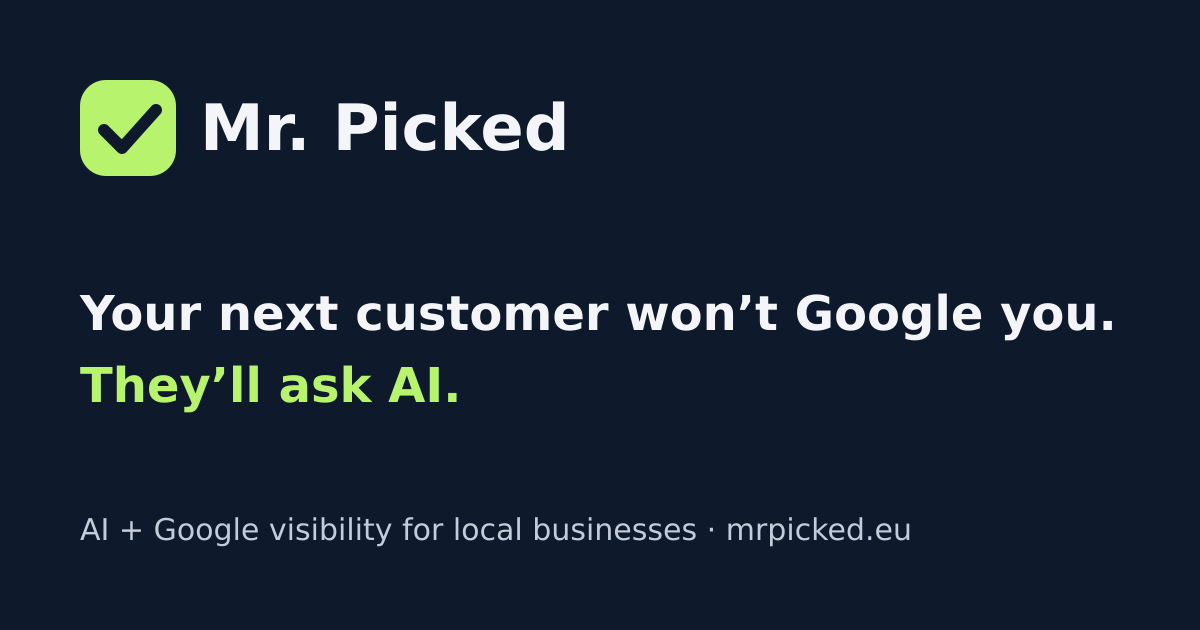 Mr. Picked
Your next customer won’t Google you.
They’ll ask AI.
AI + Google visibility for local businesses · mrpicked.eu